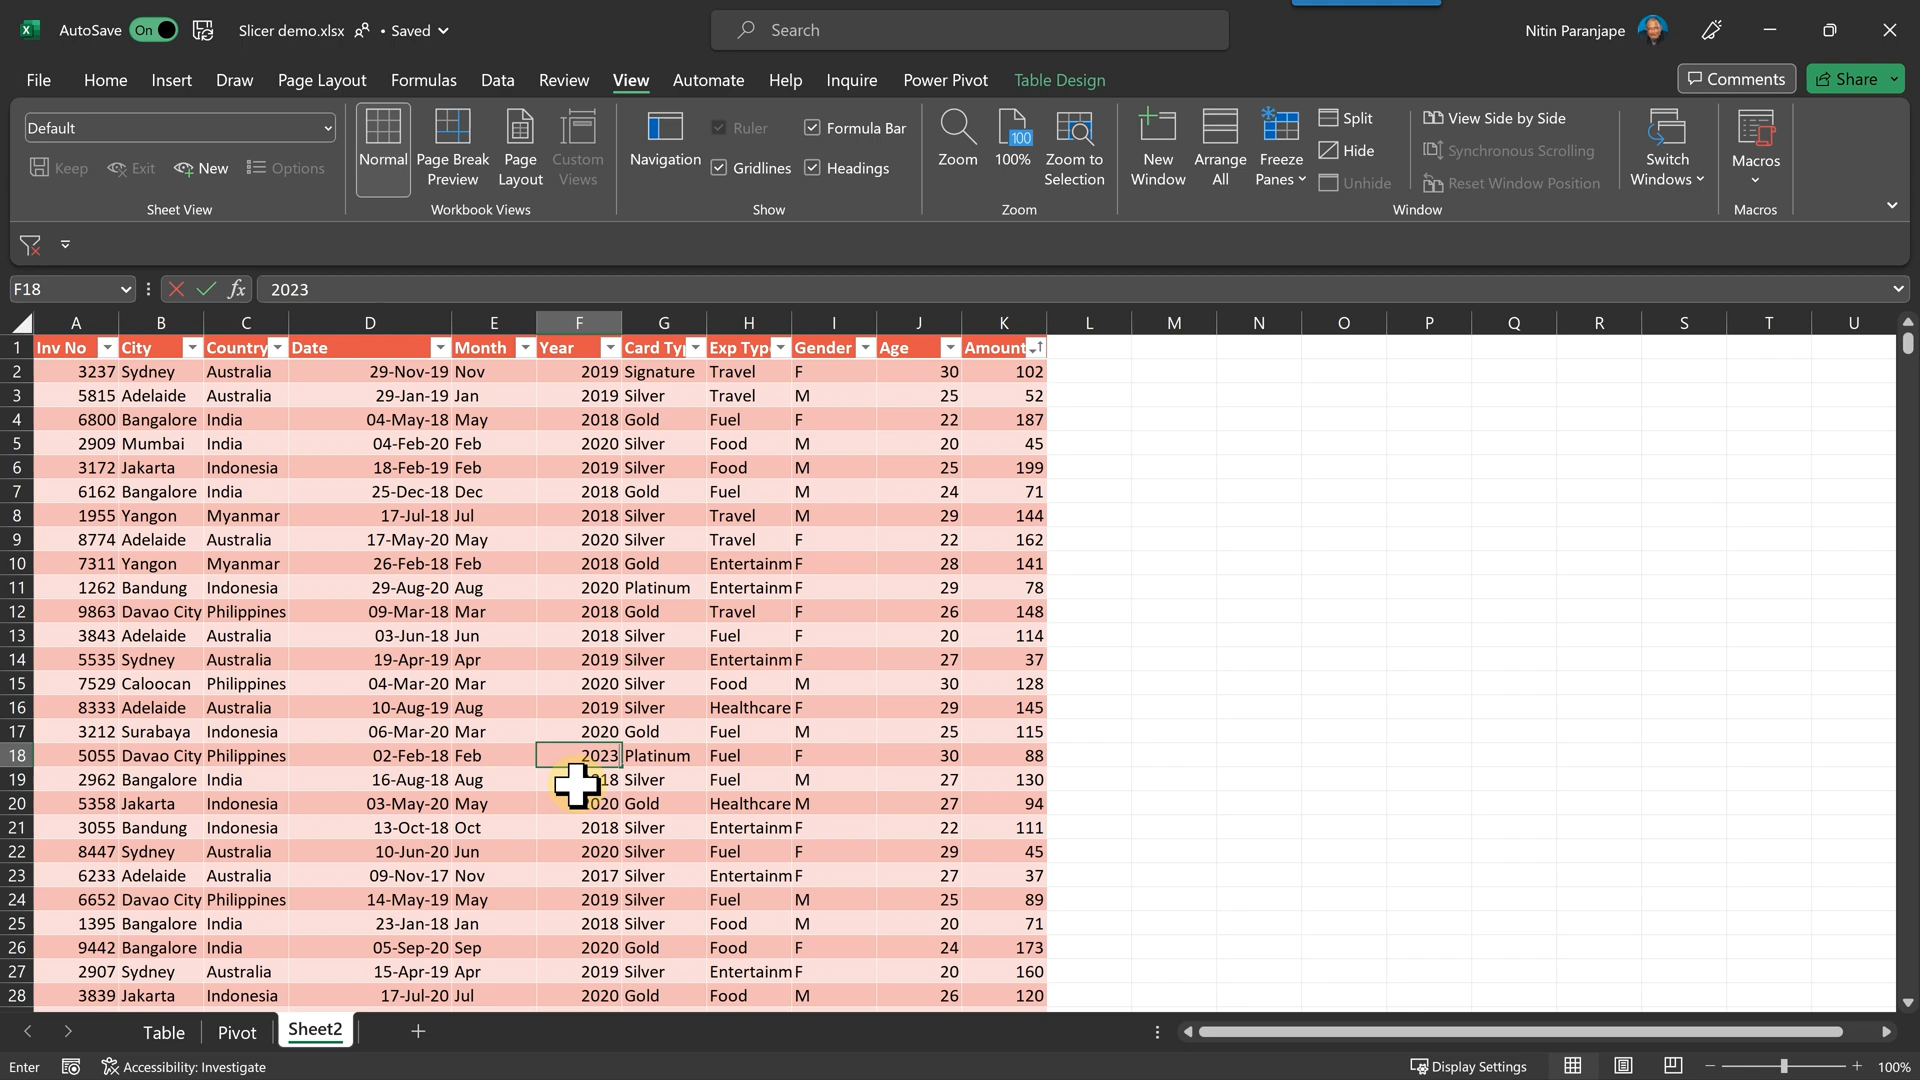 AutoSave On Slicer demo.xlsx • Saved Search Nitin Paranjape
File Home Insert Draw Page Layout Formulas Data Review View Automate Help Inquire Power Pivot Table Design Comments Share
Default
Keep Exit New Options
Sheet View
Normal Page Break Preview Page Layout Custom Views
Workbook Views
Navigation Ruler Formula Bar
Gridlines Headings
Show
Zoom 100 100% Zoom to Selection
Zoom
New Window Arrange All Freeze Panes Split Hide Unhide
View Side by Side
Synchronous Scrolling
Reset Window Position
Switch Windows
Window
Macros
Macros
F18 fx 2023
A B C D E F G H I J K L M N O P Q R S T U
1 Inv No City Country Date Month Year Card Ty Exp Typ Gender Age Amount
2 3237 Sydney Australia 29-Nov-19 Nov 2019 Signature Travel F 30 102
3 5815 Adelaide Australia 29-Jan-19 Jan 2019 Silver Travel M 25 52
4 6800 Bangalore India 04-May-18 May 2018 Gold Fuel F 22 187
5 2909 Mumbai India 04-Feb-20 Feb 2020 Silver Food M 20 45
6 3172 Jakarta Indonesia 18-Feb-19 Feb 2019 Silver Food M 25 199
7 6162 Bangalore India 25-Dec-18 Dec 2018 Gold Fuel M 24 71
8 1955 Yangon Myanmar 17-Jul-18 Jul 2018 Silver Travel M 29 144
9 8774 Adelaide Australia 17-May-20 May 2020 Silver Travel F 22 162
10 7311 Yangon Myanmar 26-Feb-18 Feb 2018 Gold Entertainm F 28 141
11 1262 Bandung Indonesia 29-Aug-20 Aug 2020 Platinum Entertainm F 29 78
12 9863 Davao City Philippines 09-Mar-18 Mar 2018 Gold Travel F 26 148
13 3843 Adelaide Australia 03-Jun-18 Jun 2018 Silver Fuel F 20 114
14 5535 Sydney Australia 19-Apr-19 Apr 2019 Silver Entertainm F 27 37
15 7529 Caloocan Philippines 04-Mar-20 Mar 2020 Silver Food M 30 128
16 8333 Adelaide Australia 10-Aug-19 Aug 2019 Silver Healthcare F 29 145
17 3212 Surabaya Indonesia 06-Mar-20 Mar 2020 Gold Fuel M 25 115
18 5055 Davao City Philippines 02-Feb-18 Feb 2023 Platinum Fuel F 30 88
19 2962 Bangalore India 16-Aug-18 Aug 18 Silver Fuel M 27 130
20 5358 Jakarta Indonesia 03-May-20 May 2020 Gold Healthcare M 27 94
21 3055 Bandung Indonesia 13-Oct-18 Oct 2018 Silver Entertainm F 22 111
22 8447 Sydney Australia 10-Jun-20 Jun 2020 Silver Fuel F 29 45
23 6233 Adelaide Australia 09-Nov-17 Nov 2017 Silver Entertainm F 27 37
24 6652 Davao City Philippines 14-May-19 May 2019 Silver Fuel M 25 89
25 1395 Bangalore India 23-Jan-18 Jan 2018 Silver Food M 20 71
26 9442 Bangalore India 05-Sep-20 Sep 2020 Gold Food F 24 173
27 2907 Sydney Australia 15-Apr-19 Apr 2019 Silver Entertainm F 20 160
28 3839 Jakarta Indonesia 17-Jul-20 Jul 2020 Gold Food M 26 120
Table Pivot Sheet2
Enter Accessibility: Investigate Display Settings 100%